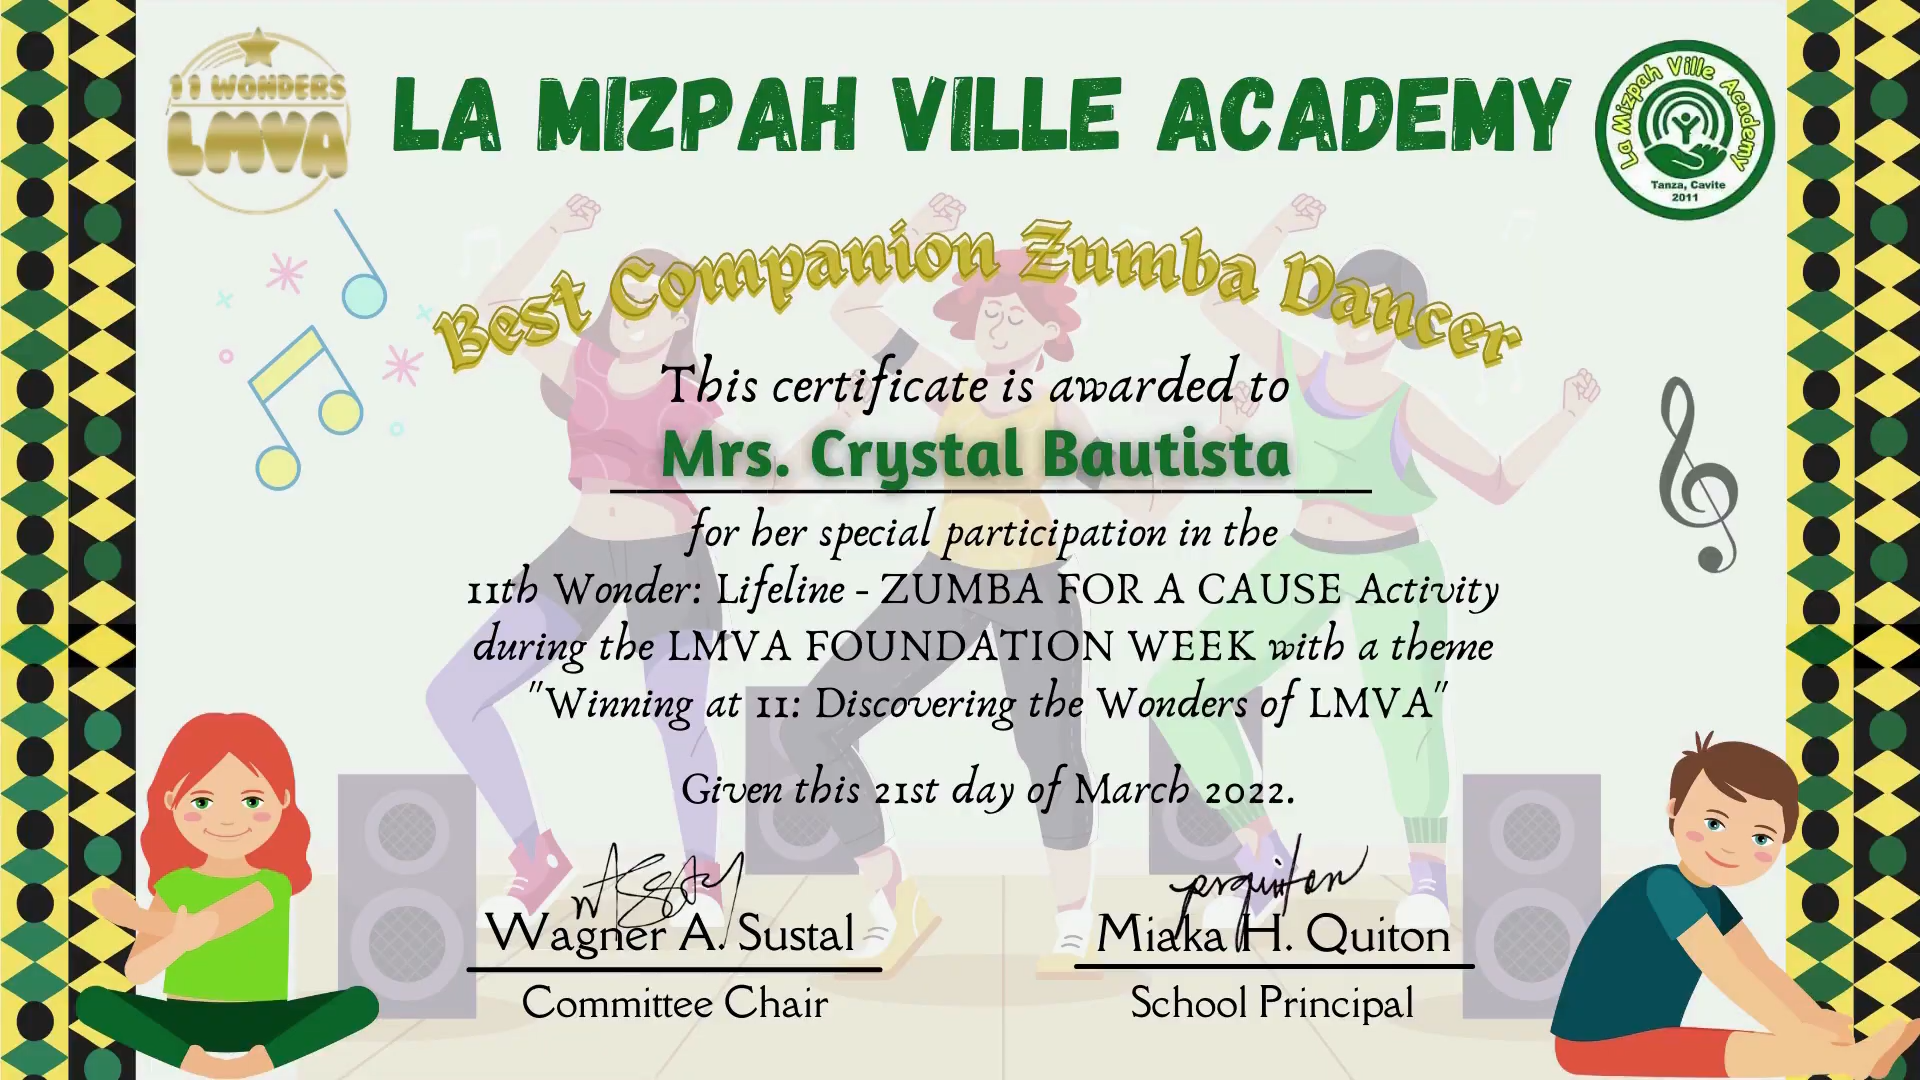 11 WONDERS
LMVA
LA MIZPAH VILLE ACADEMY
La Mizpah Ville Academy
Tanza, Cavite
2011
Best Companion Zumba Dancer
This certificate is awarded to
Mrs. Crystal Bautista
for her special participation in the
11th Wonder: Lifeline - ZUMBA FOR A CAUSE Activity
during the LMVA FOUNDATION WEEK with a theme
"Winning at 11: Discovering the Wonders of LMVA"
Given this 21st day of March 2022.
Wagner A. Sustal
Committee Chair
Miaka H. Quiton
School Principal